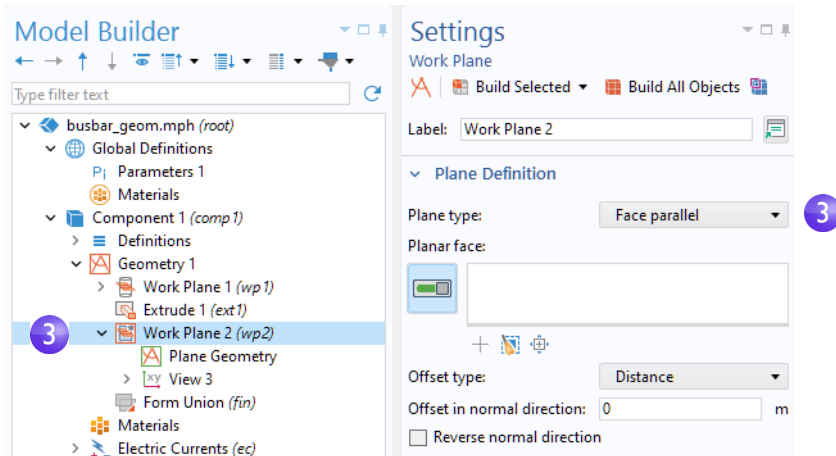 Model Builder
Type filter text
busbar_geom.mph (root)
Global Definitions
Pi Parameters 1
Materials
Component 1 (comp1)
Definitions
Geometry 1
Work Plane 1 (wp1)
Extrude 1 (ext1)
3
Work Plane 2 (wp2)
Plane Geometry
xy View 3
Form Union (fin)
Materials
Electric Currents (ec)
Settings
Work Plane
Build Selected
Build All Objects
Label: Work Plane 2
Plane Definition
Plane type: Face parallel
3
Planar face:
Offset type: Distance
Offset in normal direction: 0 m
Reverse normal direction